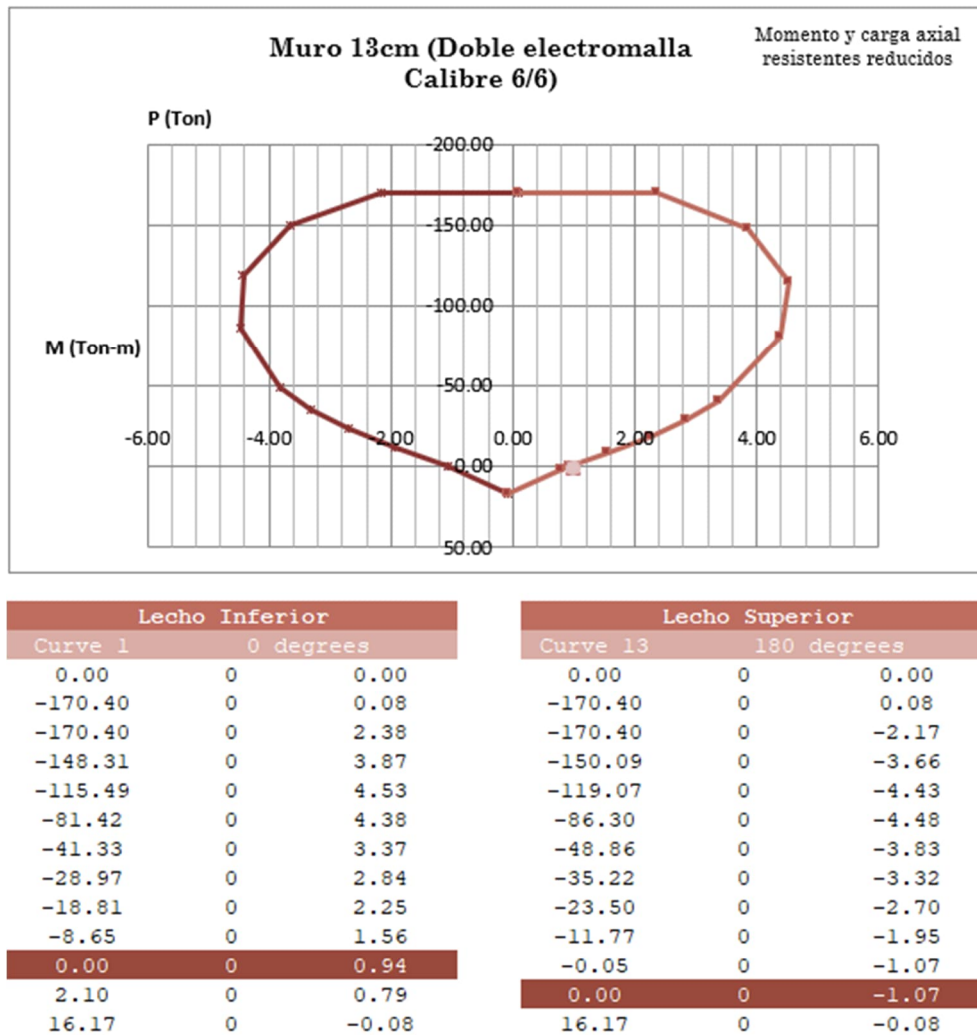 Muro 13cm (Doble electromalla
Calibre 6/6)
Momento y carga axial
resistentes reducidos
P (Ton)
-200.00
-150.00
-100.00
M (Ton-m)
-50.00
-6.00 -4.00 -2.00 0.00 2.00 4.00 6.00
0.00
50.00
Lecho Inferior
Curve 1 0 degrees
0.00 0 0.00
-170.40 0 0.08
-170.40 0 2.38
-148.31 0 3.87
-115.49 0 4.53
-81.42 0 4.38
-41.33 0 3.37
-28.97 0 2.84
-18.81 0 2.25
-8.65 0 1.56
0.00 0 0.94
2.10 0 0.79
16.17 0 -0.08
Lecho Superior
Curve 13 180 degrees
0.00 0 0.00
-170.40 0 0.08
-170.40 0 -2.17
-150.09 0 -3.66
-119.07 0 -4.43
-86.30 0 -4.48
-48.86 0 -3.83
-35.22 0 -3.32
-23.50 0 -2.70
-11.77 0 -1.95
-0.05 0 -1.07
0.00 0 -1.07
16.17 0 -0.08